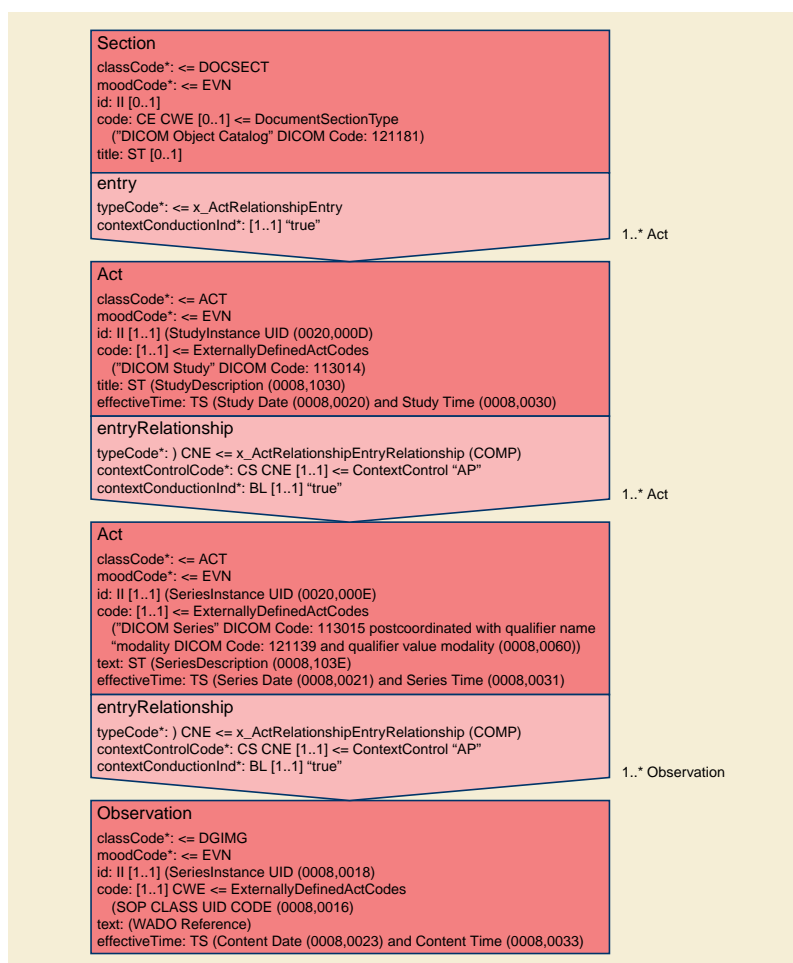 Section
classCode*: <= DOCSECT
moodCode*: <= EVN
id: II [0..1]
code: CE CWE [0..1] <= DocumentSectionType
("DICOM Object Catalog" DICOM Code: 121181)
title: ST [0..1]
entry
typeCode*: <= x_ActRelationshipEntry
contextConductionInd*: [1..1] “true”
1..* Act
Act
classCode*: <= ACT
moodCode*: <= EVN
id: II [1..1] (StudyInstance UID (0020,000D)
code: [1..1] <= ExternallyDefinedActCodes
("DICOM Study” DICOM Code: 113014)
title: ST (StudyDescription (0008,1030)
effectiveTime: TS (Study Date (0008,0020) and Study Time (0008,0030)
entryRelationship
typeCode*: ) CNE <= x_ActRelationshipEntryRelationship (COMP)
contextControlCode*: CS CNE [1..1] <= ContextControl “AP”
contextConductionInd*: BL [1..1] “true”
1..* Act
Act
classCode*: <= ACT
moodCode*: <= EVN
id: II [1..1] (SeriesInstance UID (0020,000E)
code: [1..1] <= ExternallyDefinedActCodes
("DICOM Series” DICOM Code: 113015 postcoordinated with qualifier name
“modality DICOM Code: 121139 and qualifier value modality (0008,0060))
text: ST (SeriesDescription (0008,103E)
effectiveTime: TS (Series Date (0008,0021) and Series Time (0008,0031)
entryRelationship
typeCode*: ) CNE <= x_ActRelationshipEntryRelationship (COMP)
contextControlCode*: CS CNE [1..1] <= ContextControl “AP”
contextConductionInd*: BL [1..1] “true”
1..* Observation
Observation
classCode*: <= DGIMG
moodCode*: <= EVN
id: II [1..1] (SeriesInstance UID (0008,0018)
code: [1..1] CWE <= ExternallyDefinedActCodes
(SOP CLASS UID CODE (0008,0016)
text: (WADO Reference)
effectiveTime: TS (Content Date (0008,0023) and Content Time (0008,0033)